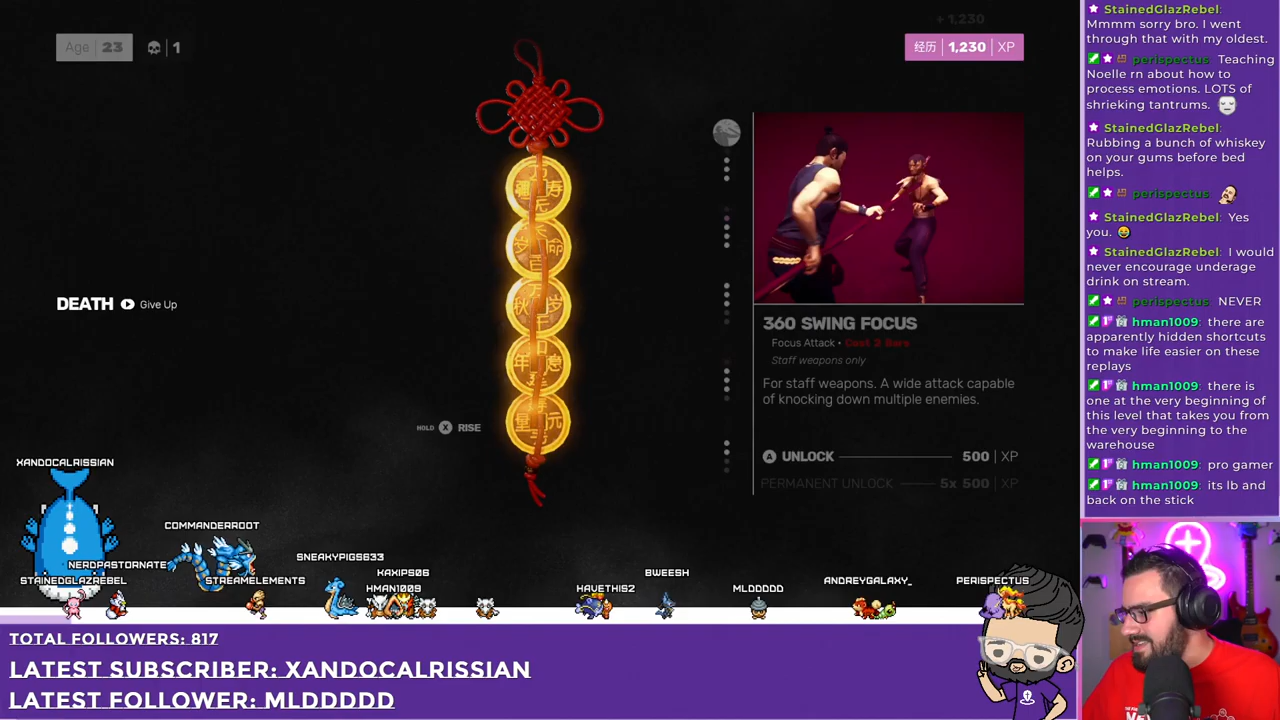 Age | 23
1
+ 1,230
经历 | 1,230 | XP
DEATH Give Up
HOLD X RISE
360 SWING FOCUS
Focus Attack • Cost 2 Bars
Staff weapons only
For staff weapons. A wide attack capable
of knocking down multiple enemies.
A UNLOCK 500 | XP
PERMANENT UNLOCK 5x 500 | XP
StainedGlazRebel:
Mmmm sorry bro. I went
through that with my oldest.
perispectus: Teaching
Noelle rn about how to
process emotions. LOTS of
shrieking tantrums.
StainedGlazRebel:
Rubbing a bunch of whiskey
on your gums before bed
helps.
perispectus:
StainedGlazRebel: Yes
you.
StainedGlazRebel: I would
never encourage underage
drink on stream.
perispectus: NEVER
hman1009: there are
apparently hidden shortcuts
to make life easier on these
replays
hman1009: there is
one at the very beginning of
this level that takes you from
the very beginning to the
warehouse
hman1009: pro gamer
hman1009: its lb and
back on the stick
XANDOCALRISSIAN
COMMANDERROOT
NERDPASTORNATE
STAINEDGLAZREBEL
STREAMELEMENTS
SNEAKYPIGS633
KAXIPS06
HMAN1009
HAVETHIS2
BWEESH
MLDDDDD
ANDREYGALAXY_
PERISPECTUS
TOTAL FOLLOWERS: 817
LATEST SUBSCRIBER: XANDOCALRISSIAN
LATEST FOLLOWER: MLDDDDD